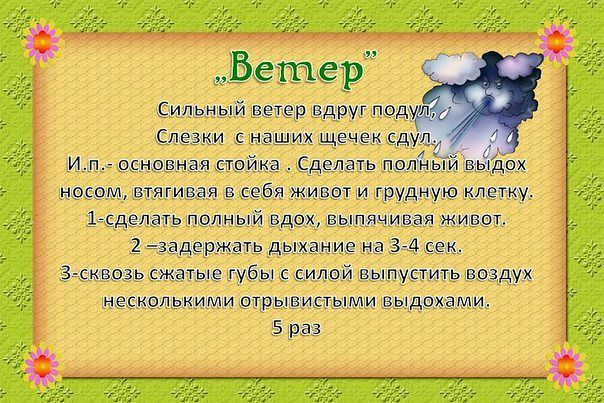 „Ветер”
Сильный ветер вдруг подул,
Слезки с наших щечек сдул.
И.п.- основная стойка . Сделать полный выдох
носом, втягивая в себя живот и грудную клетку.
1-сделать полный вдох, выпячивая живот.
2 –задержать дыхание на 3-4 сек.
3-сквозь сжатые губы с силой выпустить воздух
несколькими отрывистыми выдохами.
5 раз